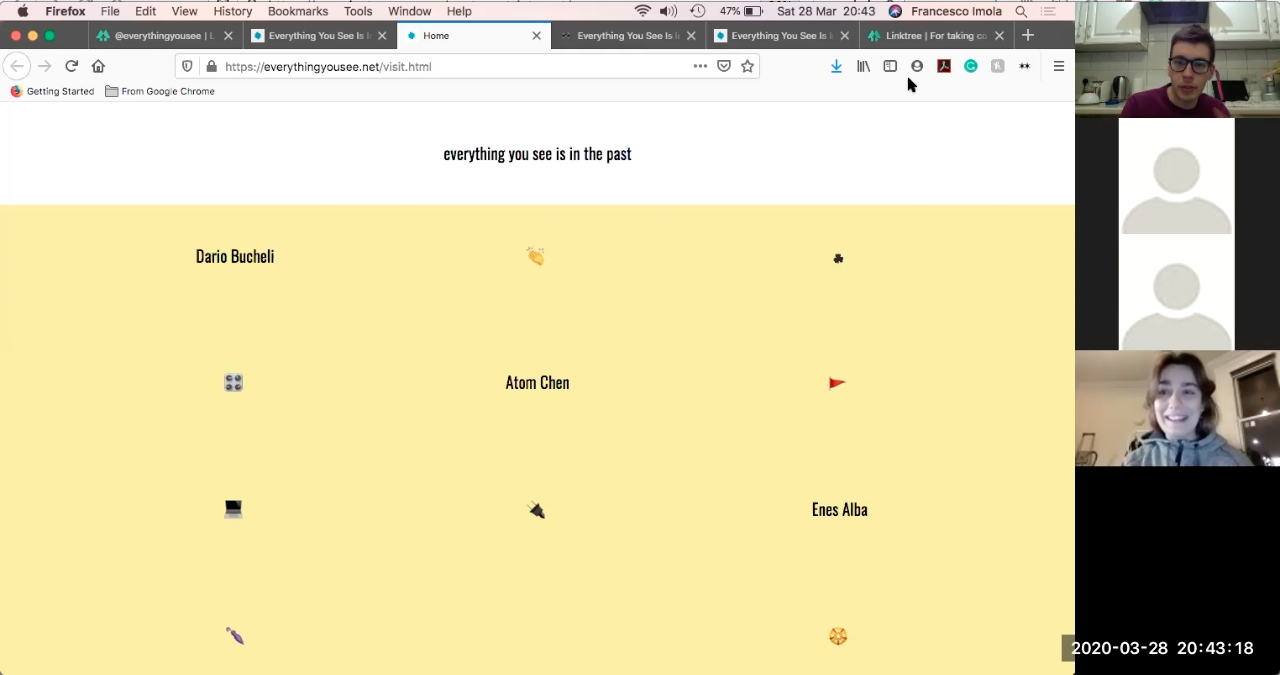 Firefox File Edit View History Bookmarks Tools Window Help 47% Sat 28 Mar 20:43 Francesco Imola
@everythingyousee | L
Everything You See Is I
Home
Everything You See Is i
Everything You See Is I
Linktree | For taking co
https://everythingyousee.net/visit.html
Getting Started From Google Chrome
everything you see is in the past
Dario Bucheli
Atom Chen
Enes Alba
2020-03-28 20:43:18